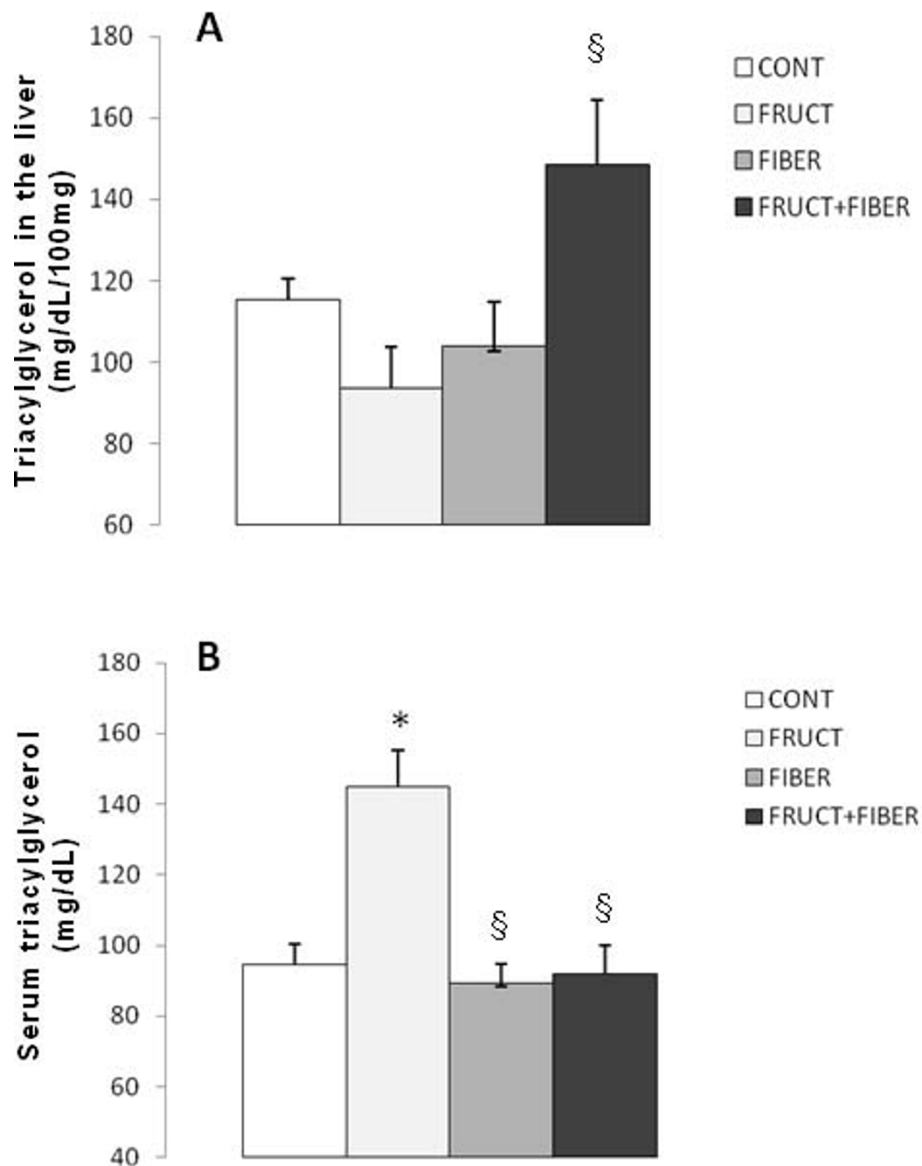 A
180
160
140
120
100
80
60
Triacylglycerol in the liver
(mg/dL/100mg)
§
CONT
FRUCT
FIBER
FRUCT+FIBER
B
180
160
140
120
100
80
60
40
Serum triacylglycerol
(mg/dL)
*
§
§
CONT
FRUCT
FIBER
FRUCT+FIBER